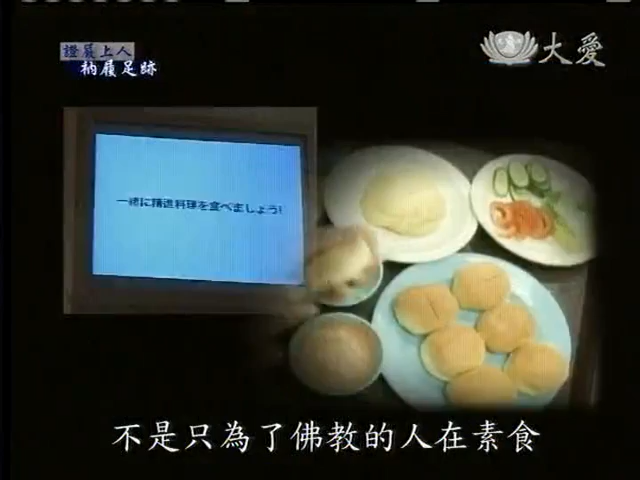 證嚴上人
衲履足跡
大愛
一緒に精進料理を食べましょう!
不是只為了佛教的人在素食